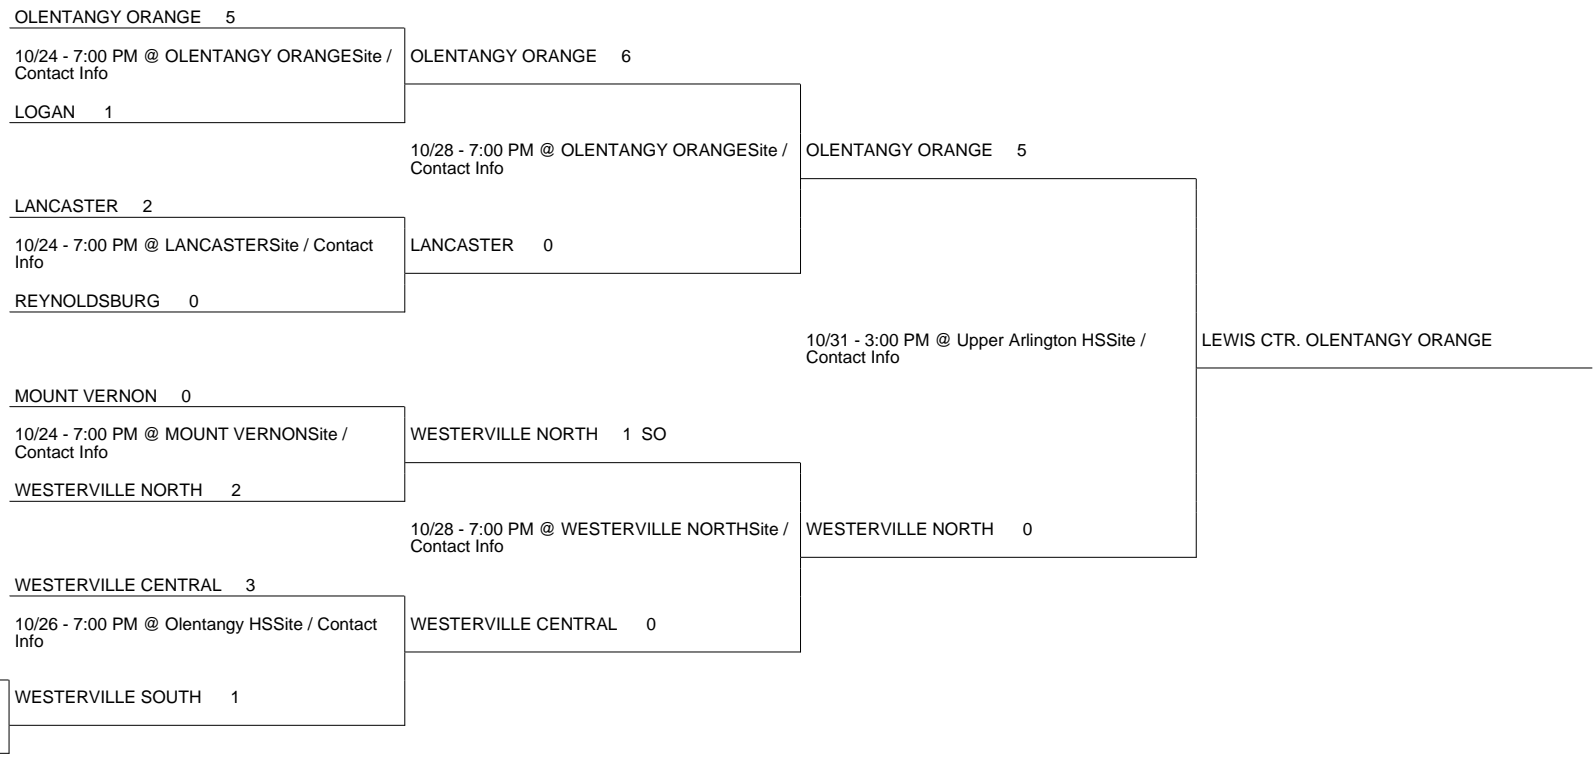 OLENTANGY ORANGE 5
10/24 - 7:00 PM @ OLENTANGY ORANGESite /
Contact Info
LOGAN 1
LANCASTER 2
10/24 - 7:00 PM @ LANCASTERSite / Contact
Info
REYNOLDSBURG 0
MOUNT VERNON 0
10/24 - 7:00 PM @ MOUNT VERNONSite /
Contact Info
WESTERVILLE NORTH 2
WESTERVILLE CENTRAL 3
10/26 - 7:00 PM @ Olentangy HSSite / Contact
Info
WESTERVILLE SOUTH 1
OLENTANGY ORANGE 6
10/28 - 7:00 PM @ OLENTANGY ORANGESite /
Contact Info
LANCASTER 0
WESTERVILLE NORTH 1 SO
10/28 - 7:00 PM @ WESTERVILLE NORTHSite /
Contact Info
WESTERVILLE CENTRAL 0
OLENTANGY ORANGE 5
10/31 - 3:00 PM @ Upper Arlington HSSite /
Contact Info
WESTERVILLE NORTH 0
LEWIS CTR. OLENTANGY ORANGE